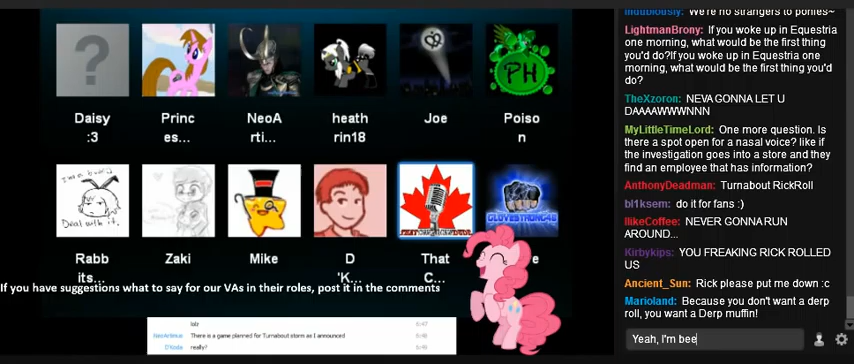 ?
PH
Daisy
:3
Princ
es...
NeoA
rti...
heath
rin18
Joe
Poiso
n
Deal with it.
GLOVESTRONG42
Rabb
its...
Zaki
Mike
D
'K...
That
C...
e
If you have suggestions what to say for our VAs in their roles, post it in the comments
There is a game planned for Turnabout storm as I announced
really?
Indubiously: We're no strangers to ponies~
LightmanBrony: If you woke up in Equestria
one morning, what would be the first thing
you'd do?If you woke up in Equestria one
morning, what would be the first thing you'd
do?
TheXzoron: NEVA GONNA LET U
DAAAWWWNNN
MyLittleTimeLord: One more question. Is
there a spot open for a nasal voice? like if
the investigation goes into a store and they
find an employee that has information?
AnthonyDeadman: Turnabout RickRoll
bl1ksem: do it for fans :)
IlikeCoffee: NEVER GONNA RUN
AROUND...
Kirbykips: YOU FREAKING RICK ROLLED
US
Ancient_Sun: Rick please put me down :c
Marioland: Because you don't want a derp
roll, you want a Derp muffin!
Yeah, I'm bee